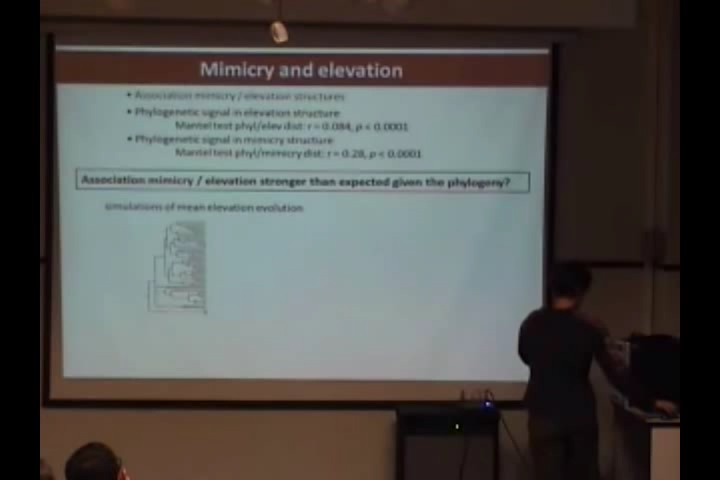 Mimicry and elevation
• Association mimicry / elevation structures
• Phylogenetic signal in elevation structure
Mantel test phyl/elev dist: r = 0.084, p < 0.0001
• Phylogenetic signal in mimicry structure
Mantel test phyl/mimicry dist: r = 0.28, p < 0.0001
Association mimicry / elevation stronger than expected given the phylogeny?
simulations of mean elevation evolution